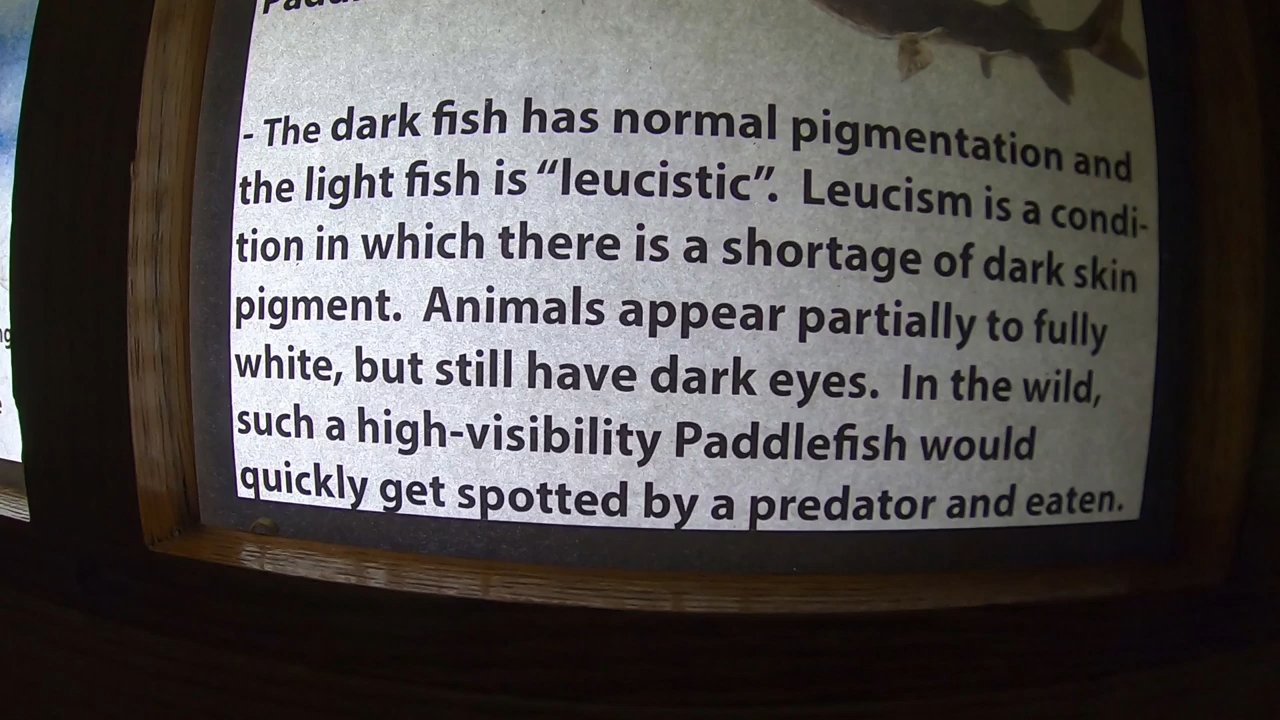 - The dark fish has normal pigmentation and
the light fish is “leucistic”. Leucism is a condi-
tion in which there is a shortage of dark skin
pigment. Animals appear partially to fully
white, but still have dark eyes. In the wild,
such a high-visibility Paddlefish would
quickly get spotted by a predator and eaten.